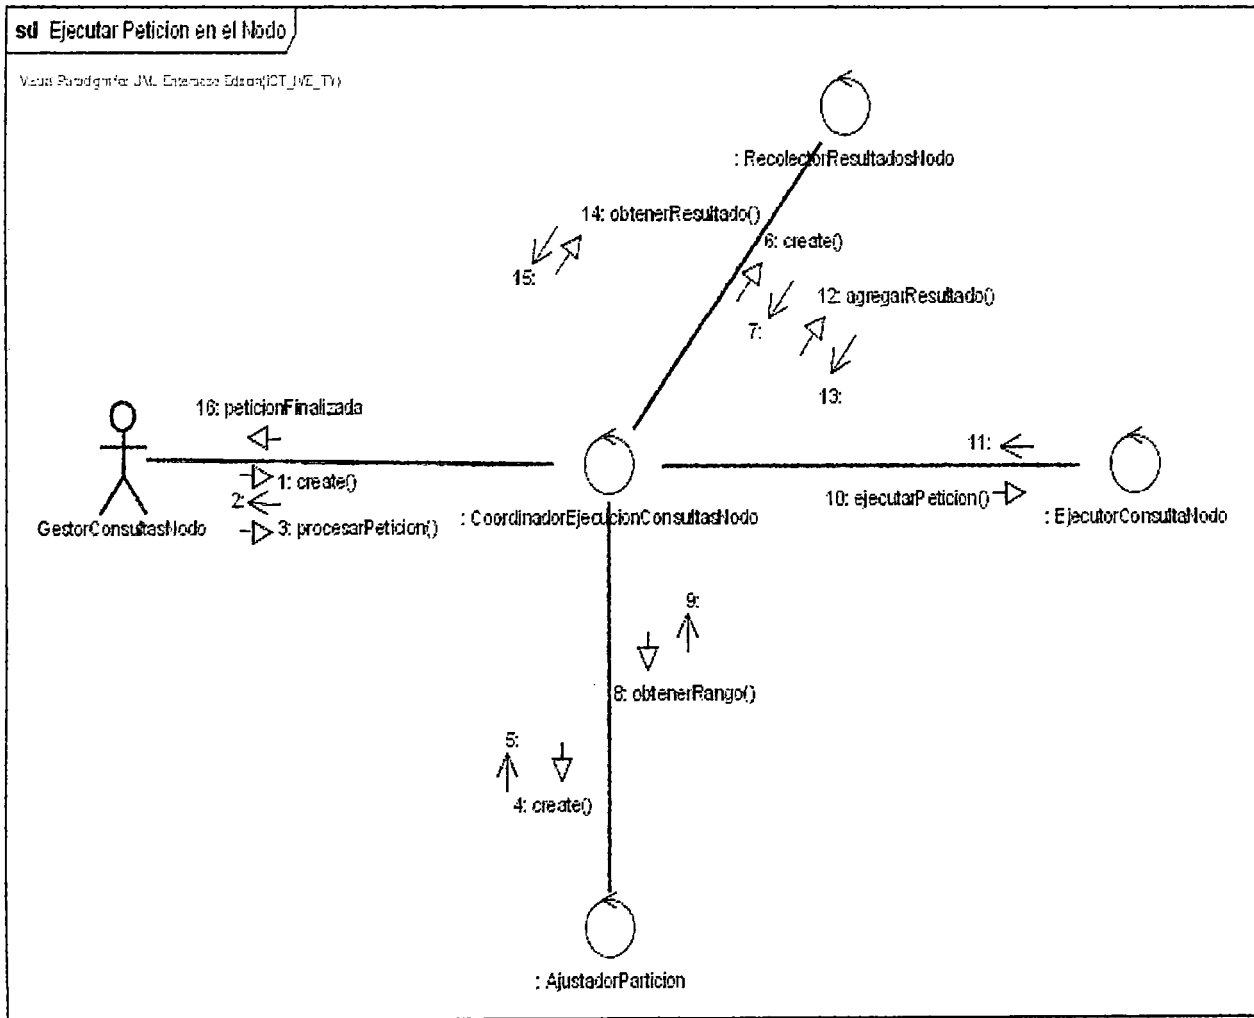 sd Ejecutar Peticion en el Nodo
: RecolectorResultadosNodo
14: obtenerResultado()
6: create()
15:
12: agregarResultado()
7:
13:
16: peticionFinalizada
11:
1: create()
2:
10: ejecutarPeticion()
3: procesarPeticion()
GestorConsultasNodo
: CoordinadorEjecucionConsultasNodo
: EjecutorConsultaNodo
9:
8: obtenerRango()
5:
4: create()
: AjustadorParticion